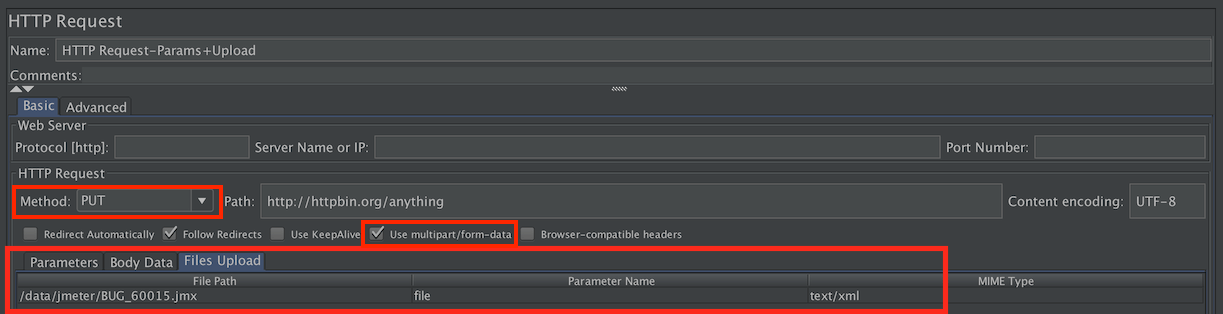 HTTP Request
Name: HTTP Request-Params+Upload
Comments:
Basic Advanced
Web Server
Protocol [http]: Server Name or IP: Port Number:
HTTP Request
Method: PUT Path: http://httpbin.org/anything Content encoding: UTF-8
Redirect Automatically Follow Redirects Use KeepAlive Use multipart/form-data Browser-compatible headers
Parameters Body Data Files Upload
File Path Parameter Name MIME Type
/data/jmeter/BUG_60015.jmx file text/xml